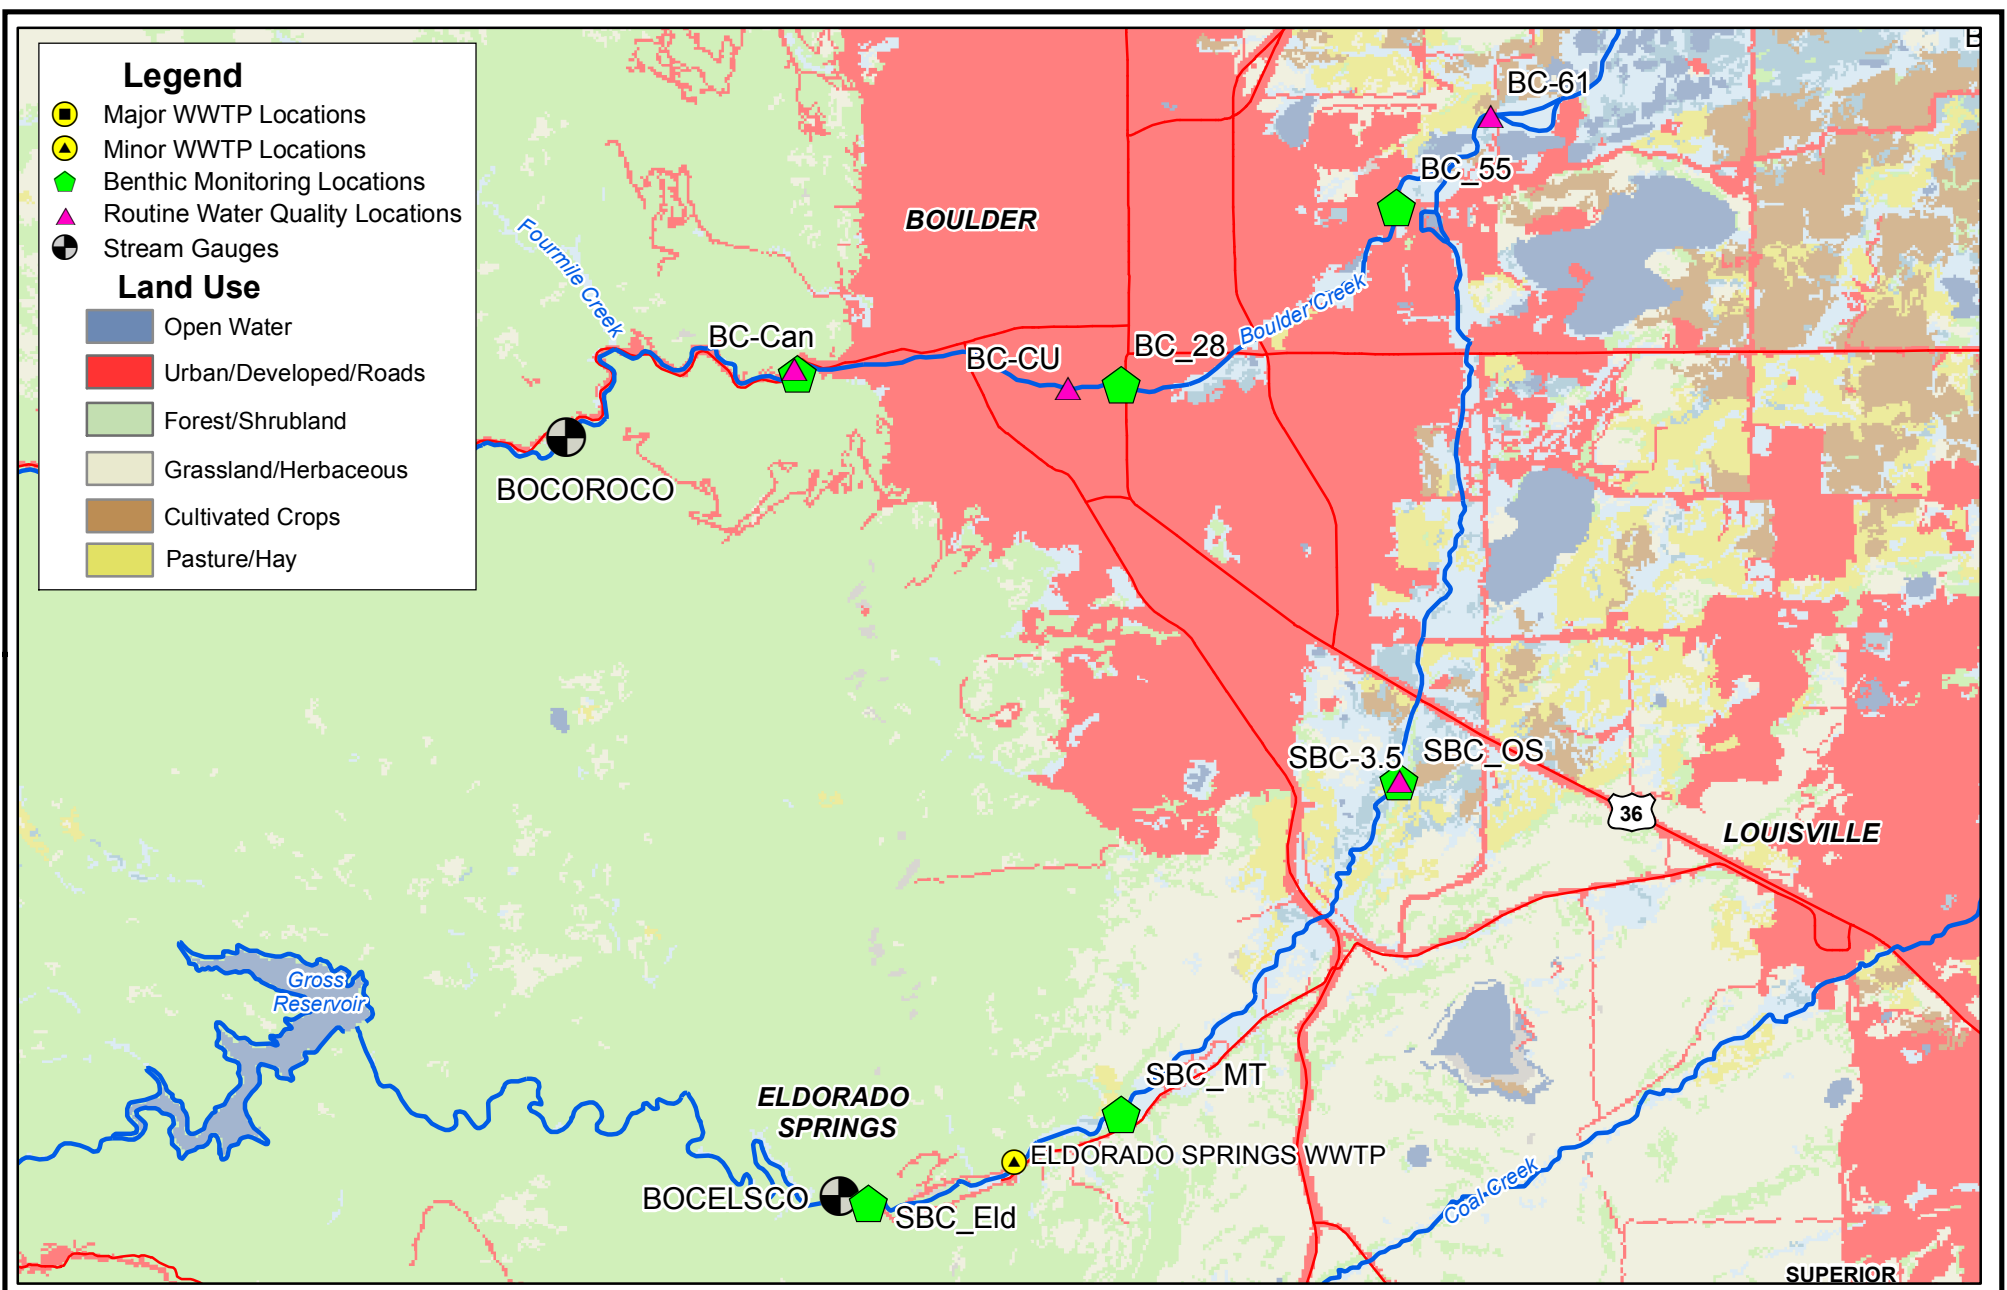 Legend
Major WWTP Locations
Minor WWTP Locations
Benthic Monitoring Locations
Routine Water Quality Locations
Stream Gauges
Land Use
Open Water
Urban/Developed/Roads
Forest/Shrubland
Grassland/Herbaceous
Cultivated Crops
Pasture/Hay
B
BC-61
BC_55
BOULDER
Fourmile Creek
Boulder Creek
BC-Can
BC-CU
BC_28
BOCOROCO
SBC-3.5
SBC_OS
36
LOUISVILLE
Gross
Reservoir
SBC_MT
ELDORADO
SPRINGS
ELDORADO SPRINGS WWTP
BOCELSCO
SBC_Eld
Coal Creek
SUPERIOR